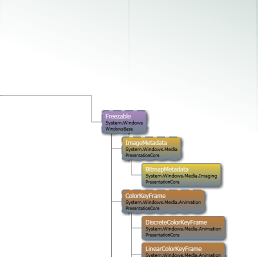 Freezable
System.Windows
WindowsBase
ImageMetadata
System.Windows.Media
PresentationCore
BitmapMetadata
System.Windows.Media.Imaging
PresentationCore
ColorKeyFrame
System.Windows.Media.Animation
PresentationCore
DiscreteColorKeyFrame
System.Windows.Media.Animation
PresentationCore
LinearColorKeyFrame
System.Windows.Media.Animation